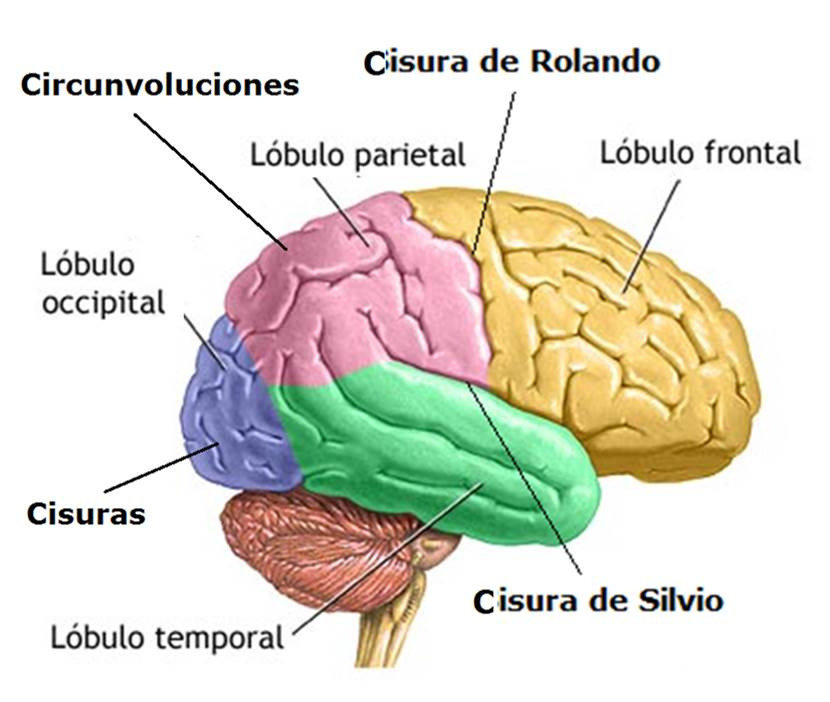 Cisura de Rolando
Circunvoluciones
Lóbulo parietal
Lóbulo frontal
Lóbulo
occipital
Cisuras
Cisura de Silvio
Lóbulo temporal